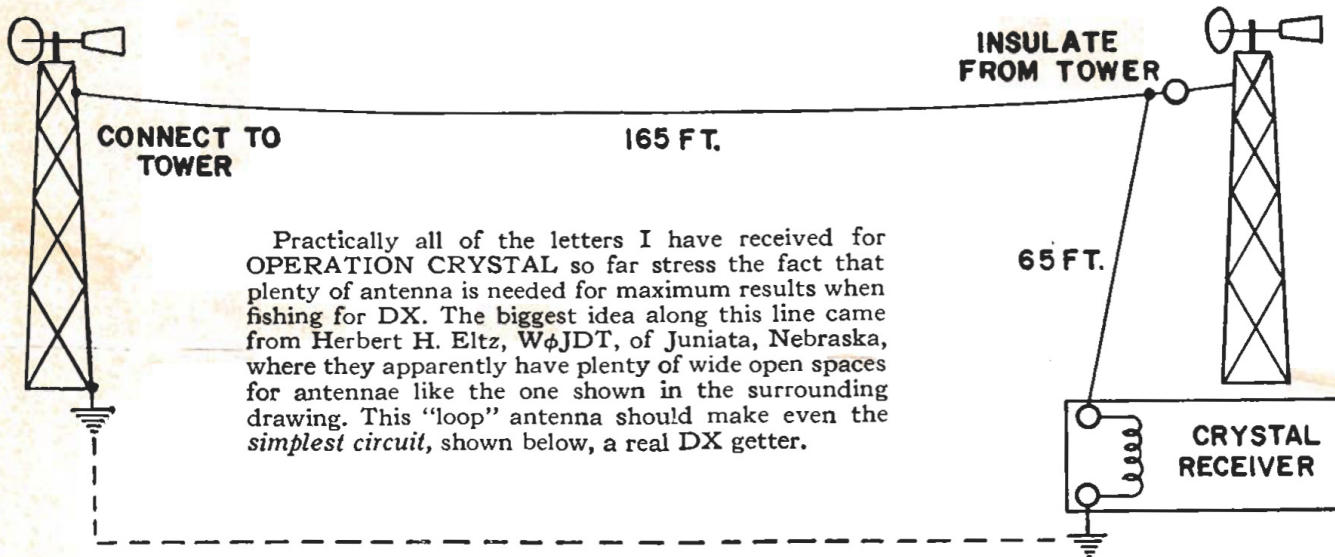 INSULATE
FROM TOWER
CONNECT TO
TOWER
165 FT.
Practically all of the letters I have received for
OPERATION CRYSTAL so far stress the fact that
plenty of antenna is needed for maximum results when
fishing for DX. The biggest idea along this line came
from Herbert H. Eltz, WϕJDT, of Juniata, Nebraska,
where they apparently have plenty of wide open spaces
for antennae like the one shown in the surrounding
drawing. This “loop” antenna should make even the
simplest circuit, shown below, a real DX getter.
65 FT.
CRYSTAL
RECEIVER